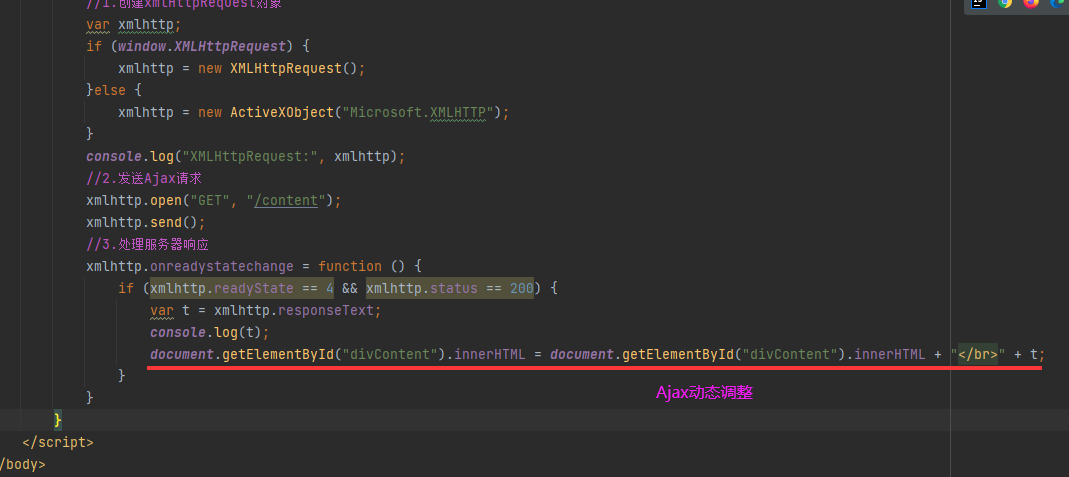 //1.创建xmlHttpRequest对象
var xmlhttp;
if (window.XMLHttpRequest) {
xmlhttp = new XMLHttpRequest();
}else {
xmlhttp = new ActiveXObject("Microsoft.XMLHTTP");
}
console.log("XMLHttpRequest:", xmlhttp);
//2.发送Ajax请求
xmlhttp.open("GET", "/content");
xmlhttp.send();
//3.处理服务器响应
xmlhttp.onreadystatechange = function () {
if (xmlhttp.readyState == 4 && xmlhttp.status == 200) {
var t = xmlhttp.responseText;
console.log(t);
document.getElementById("divContent").innerHTML = document.getElementById("divContent").innerHTML + "</br>" + t;
}
Ajax动态调整
}
}
</script>
/body>